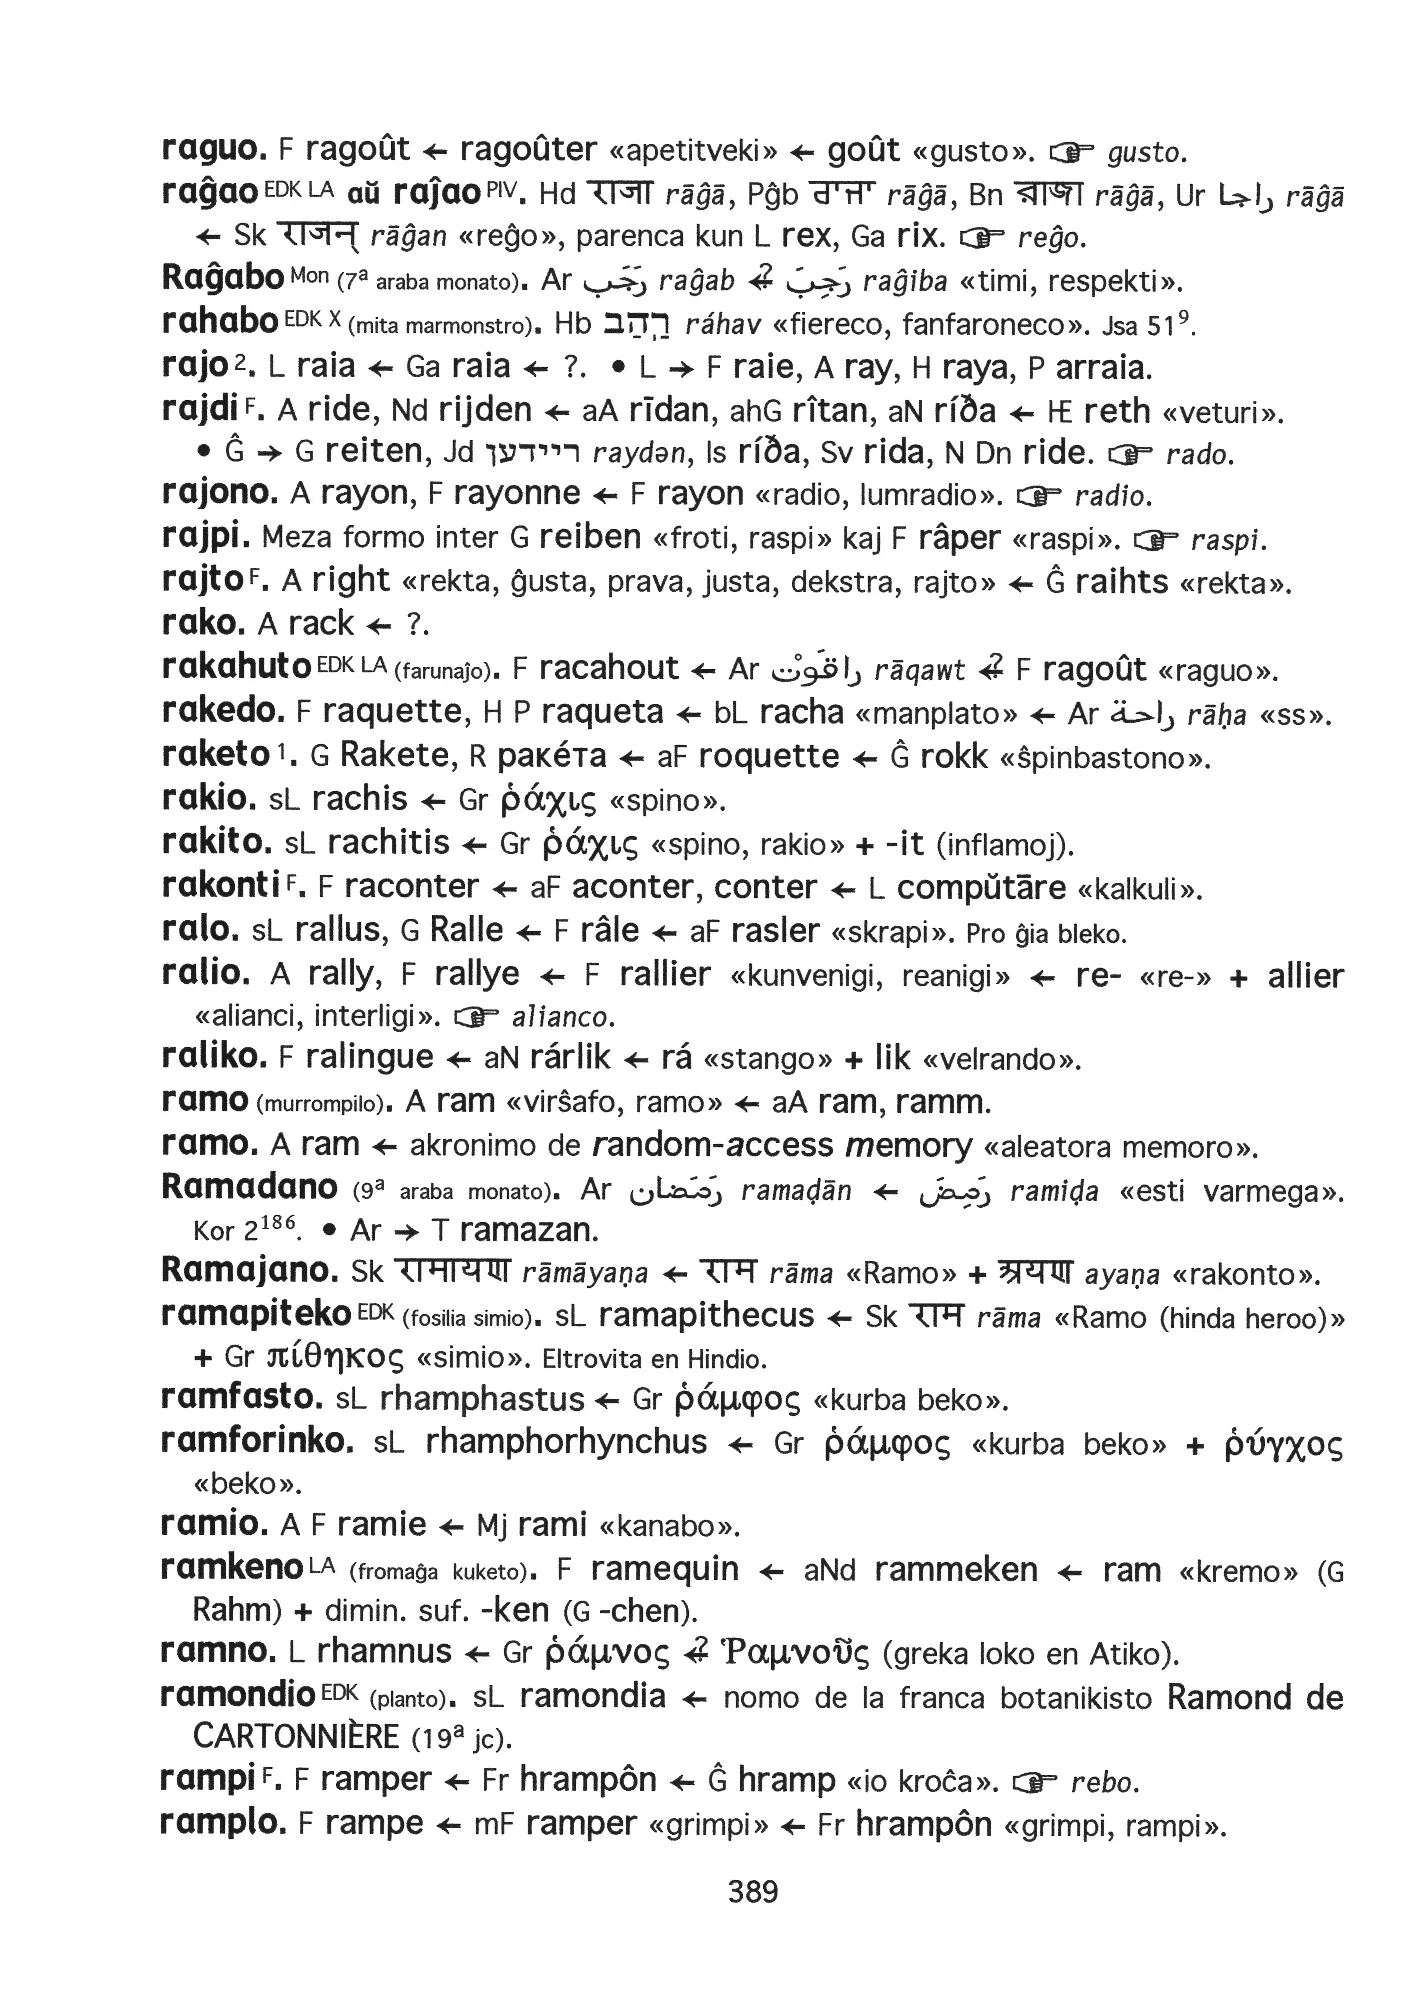 raguo. F ragoût ← ragoûter «apetitveki» ← goût «gusto». ☞ gusto.
raĝao EDK LA aŭ raĵao PIV. Hd राजा rāĝā, Pĝb ਰਾਜਾ rāĝā, Bn রাজা rāĝā, Ur راجا rāĝā
← Sk राजन् rāĝan «reĝo», parenca kun L rex, Ga rix. ☞ reĝo.
Raĝabo Mon (7ª araba monato). Ar رَجَب raĝab ⇷? رَجِبَ raĝiba «timi, respekti».
rahabo EDK X (mita marmonstro). Hb רַהַב ráhav «fiereco, fanfaroneco». Jsa 51⁹.
rajo 2. L raia ← Ga raia ← ?. • L → F raie, A ray, H raya, P arraia.
rajdi F. A ride, Nd rijden ← aA rīdan, ahG rîtan, aN ríða ← IE reth «veturi».
• Ĝ → G reiten, Jd רײַדען raydən, Is ríða, Sv rida, N Dn ride. ☞ rado.
rajono. A rayon, F rayonne ← F rayon «radio, lumradio». ☞ radio.
rajpi. Meza formo inter G reiben «froti, raspi» kaj F râper «raspi». ☞ raspi.
rajto F. A right «rekta, ĝusta, prava, justa, dekstra, rajto» ← Ĝ raihts «rekta».
rako. A rack ← ?.
rakahuto EDK LA (farunaĵo). F racahout ← Ar راقَوْت rāqawt ⇷? F ragoût «raguo».
rakedo. F raquette, H P raqueta ← bL racha «manplato» ← Ar راحة rāḥa «ss».
raketo 1. G Rakete, R ракéта ← aF roquette ← Ĝ rokk «ŝpinbastono».
rakio. sL rachis ← Gr ῥάχις «spino».
rakito. sL rachitis ← Gr ῥάχις «spino, rakio» + -it (inflamoj).
rakonti F. F raconter ← aF aconter, conter ← L compŭtāre «kalkuli».
ralo. sL rallus, G Ralle ← F râle ← aF rasler «skrapi». Pro ĝia bleko.
ralio. A rally, F rallye ← F rallier «kunvenigi, reanigi» ← re- «re-» + allier
«alianci, interligi». ☞ alianco.
raliko. F ralingue ← aN rárlik ← rá «stango» + lik «velrando».
ramo (murrompilo). A ram «virŝafo, ramo» ← aA ram, ramm.
ramo. A ram ← akronimo de random-access memory «aleatora memoro».
Ramadano (9ª araba monato). Ar رَمَضان ramaḍān ← رَمِضَ ramiḍa «esti varmega».
Kor 2¹⁸⁶. • Ar → T ramazan.
Ramajano. Sk रामायण rāmāyaṇa ← राम rāma «Ramo» + अयण ayaṇa «rakonto».
ramapiteko EDK (fosilia simio). sL ramapithecus ← Sk राम rāma «Ramo (hinda heroo)»
+ Gr πίθηκος «simio». Eltrovita en Hindio.
ramfasto. sL rhamphastus ← Gr ῥάμφος «kurba beko».
ramforinko. sL rhamphorhynchus ← Gr ῥάμφος «kurba beko» + ῥύγχος
«beko».
ramio. A F ramie ← Mj rami «kanabo».
ramkeno LA (fromaĝa kuketo). F ramequin ← aNd rammeken ← ram «kremo» (G
Rahm) + dimin. suf. -ken (G -chen).
ramno. L rhamnus ← Gr ῥάμνος ⇷? Ῥαμνοῦς (greka loko en Atiko).
ramondio EDK (planto). sL ramondia ← nomo de la franca botanikisto Ramond de
CARTONNIÈRE (19ª jc).
rampi F. F ramper ← Fr hrampôn ← Ĝ hramp «io kroĉa». ☞ rebo.
ramplo. F rampe ← mF ramper «grimpi» ← Fr hrampôn «grimpi, rampi».
389